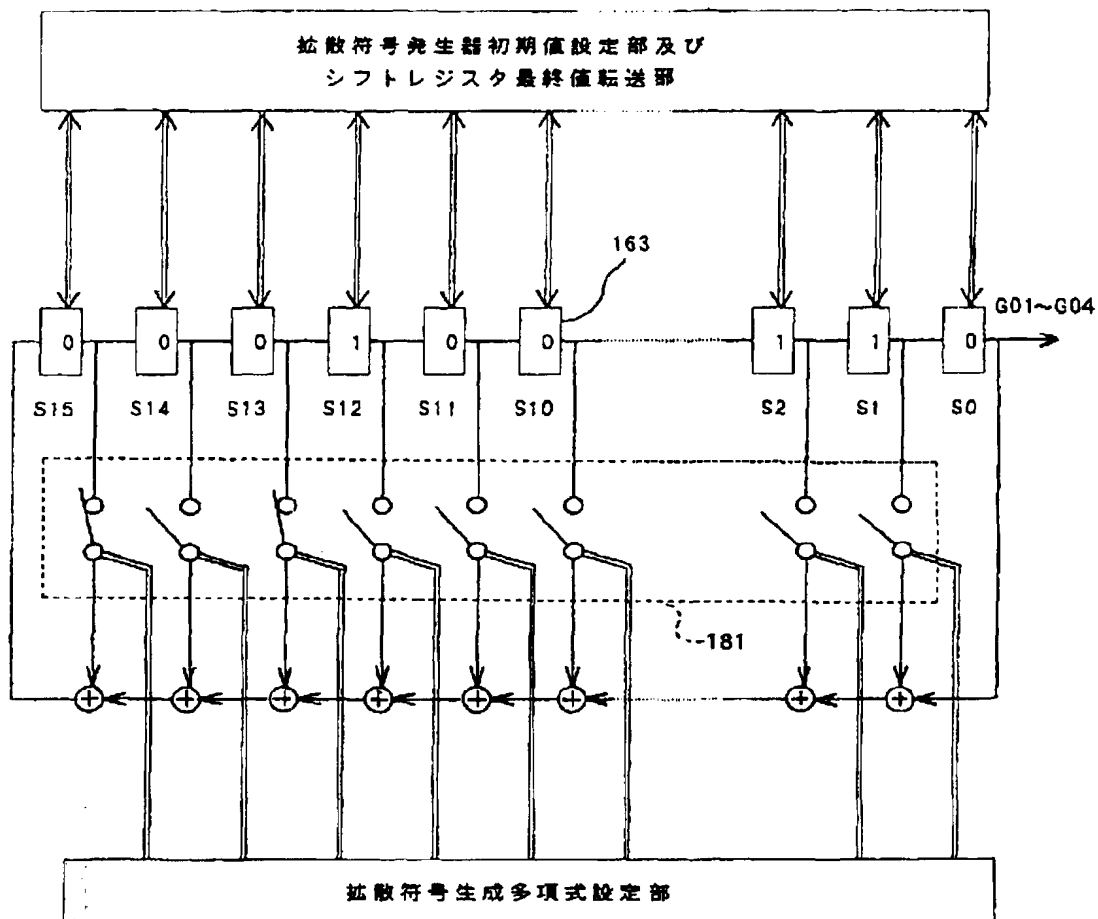 拡散符号発生器初期値設定部及び
シフトレジスタ最終値転送部
163
G01~G04
0 0 0 1 0 0 1 1 0
S15 S14 S13 S12 S11 S10 S2 S1 S0
181
拡散符号生成多項式設定部